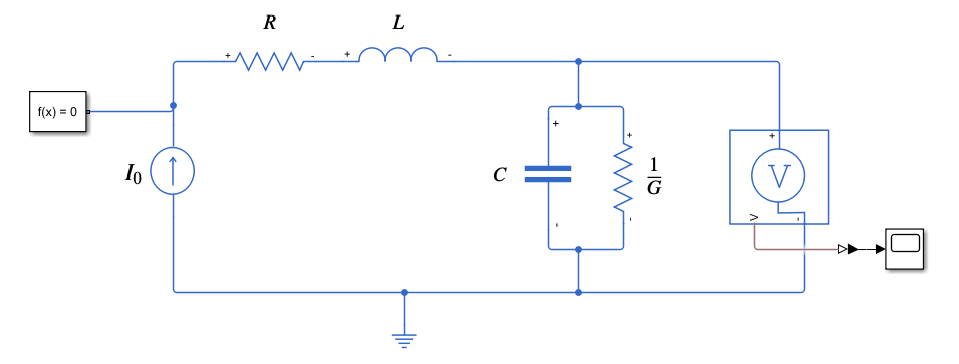 R
L
f(x) = 0
+
-
+
-
I0
C
+
-
1
G
+
-
+
V
V
-